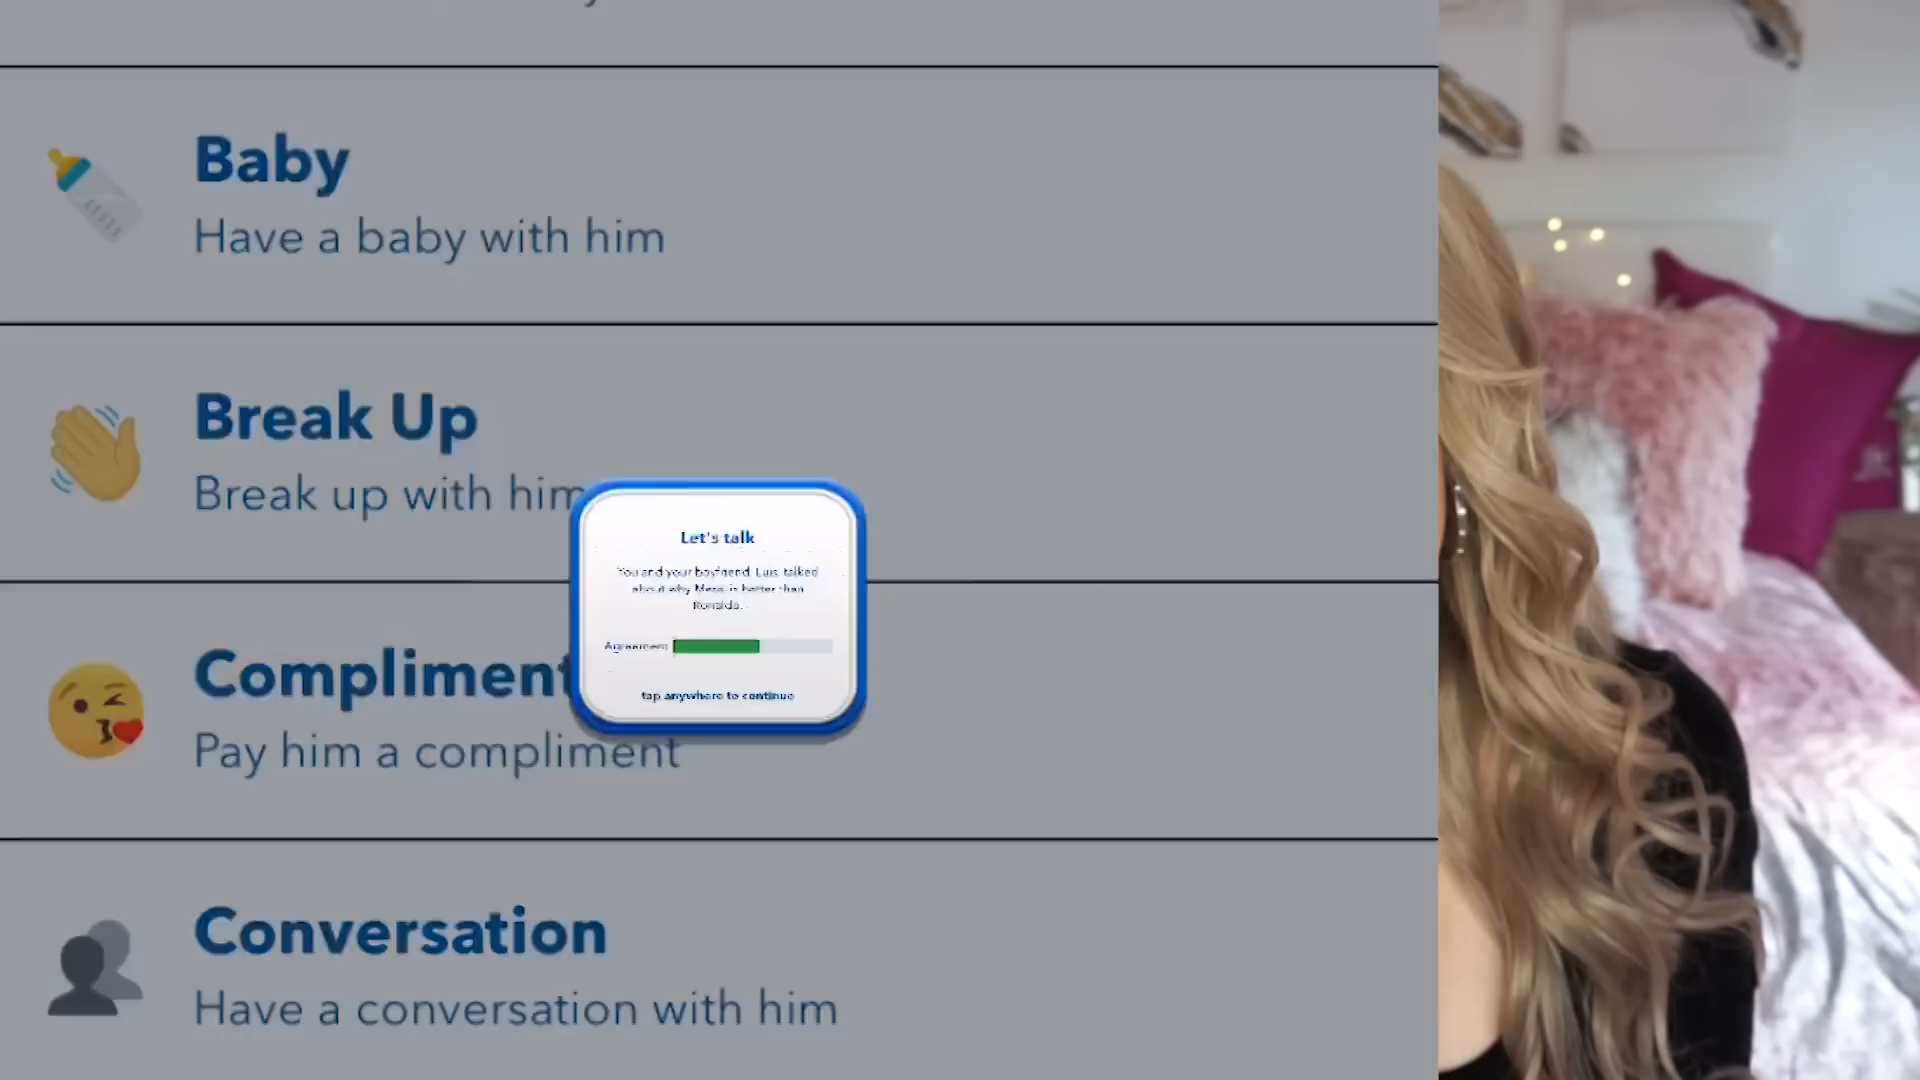 Baby
Have a baby with him
Break Up
Break up with him
Compliment
Pay him a compliment
Let's talk
You and your boyfriend, Luis, talked
about why Messi is better than
Ronaldo.
Agreement
tap anywhere to continue
Conversation
Have a conversation with him